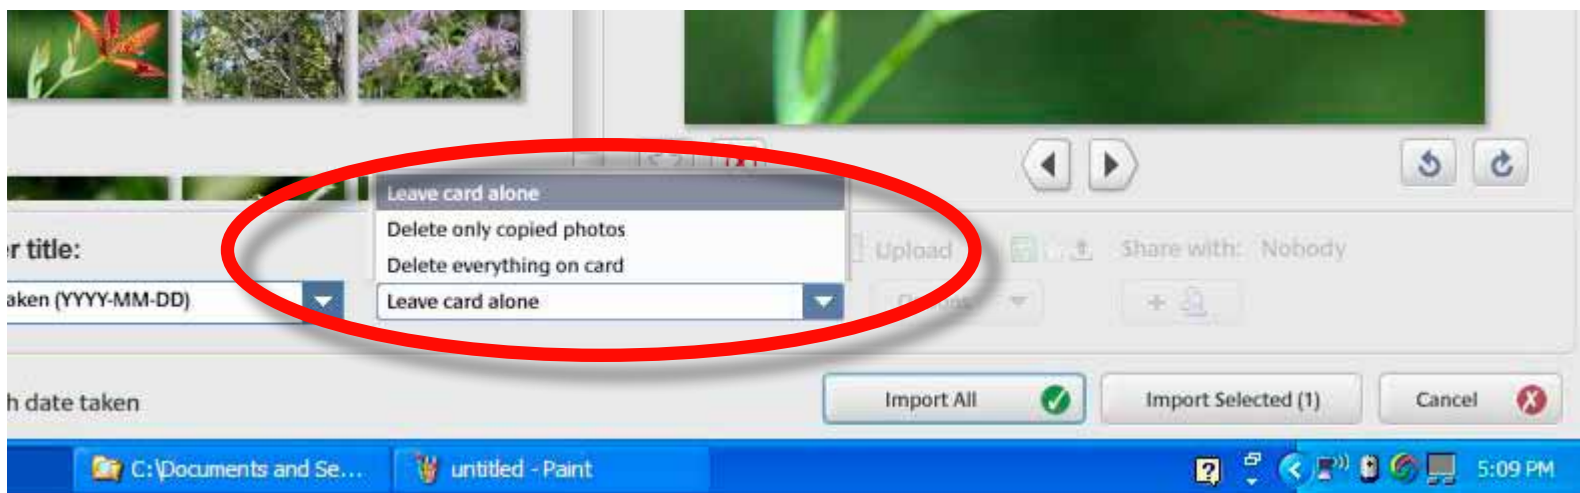 Leave card alone
Delete only copied photos
Delete everything on card
Leave card alone
r title:
aken (YYYY-MM-DD)
Upload
Share with: Nobody
Options
h date taken
Import All
Import Selected (1)
Cancel
C:\Documents and Se...
untitled - Paint
5:09 PM